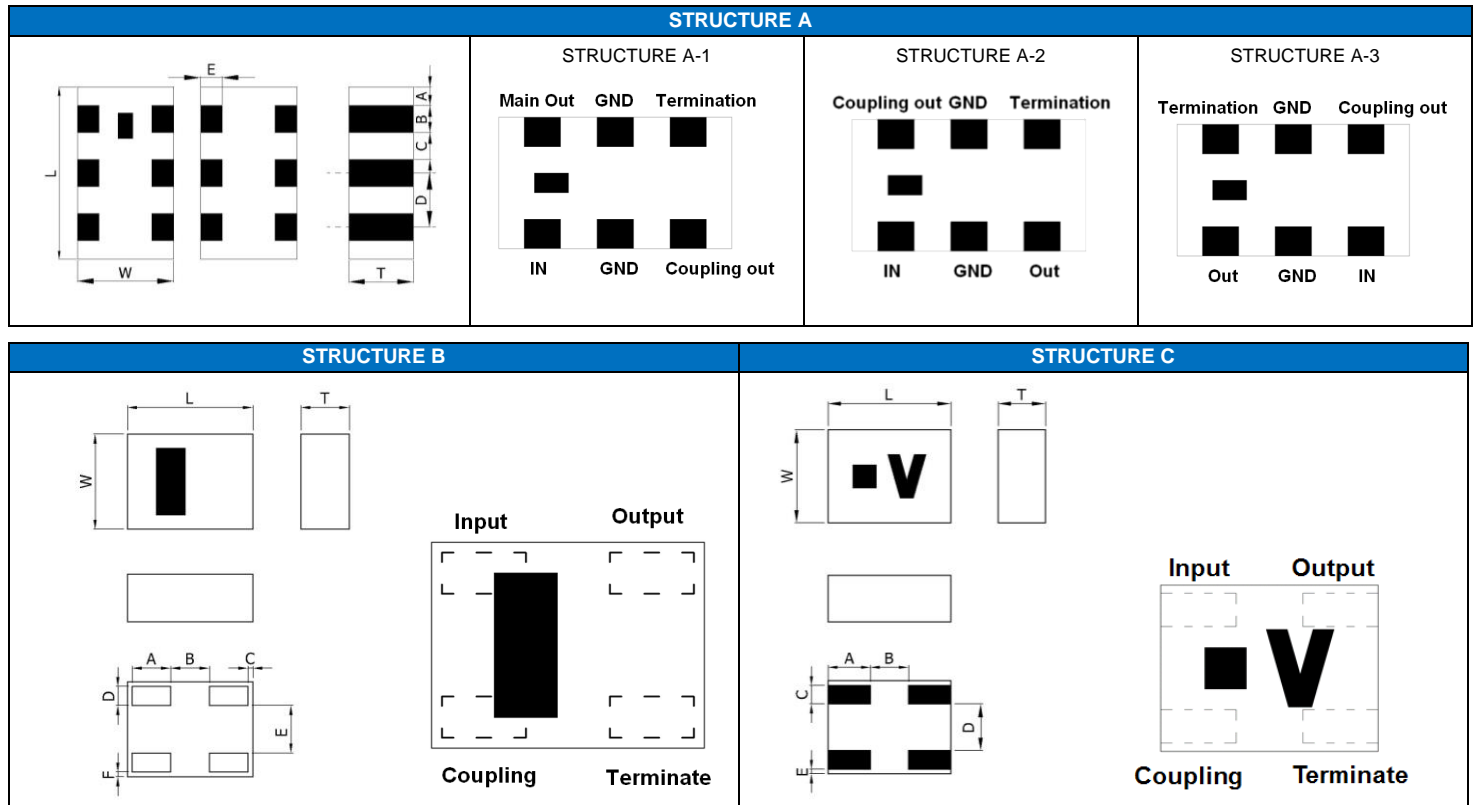 STRUCTURE A
E
A
B
C
D
L
W
T
STRUCTURE A-1
Main Out GND Termination
IN GND Coupling out
STRUCTURE A-2
Coupling out GND Termination
IN GND Out
STRUCTURE A-3
Termination GND Coupling out
Out GND IN
STRUCTURE B
L
T
W
A
B
C
D
E
F
Input Output
Coupling Terminate
STRUCTURE C
L
T
W
V
A
B
C
D
E
Input Output
V
Coupling Terminate